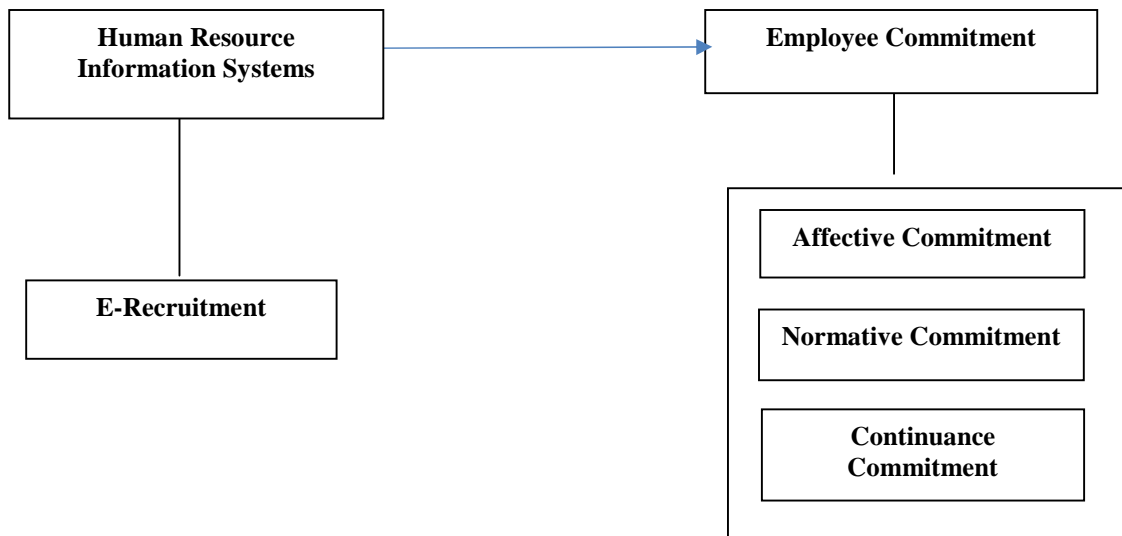 Human Resource
Information Systems
Employee Commitment
Affective Commitment
E-Recruitment
Normative Commitment
Continuance
Commitment